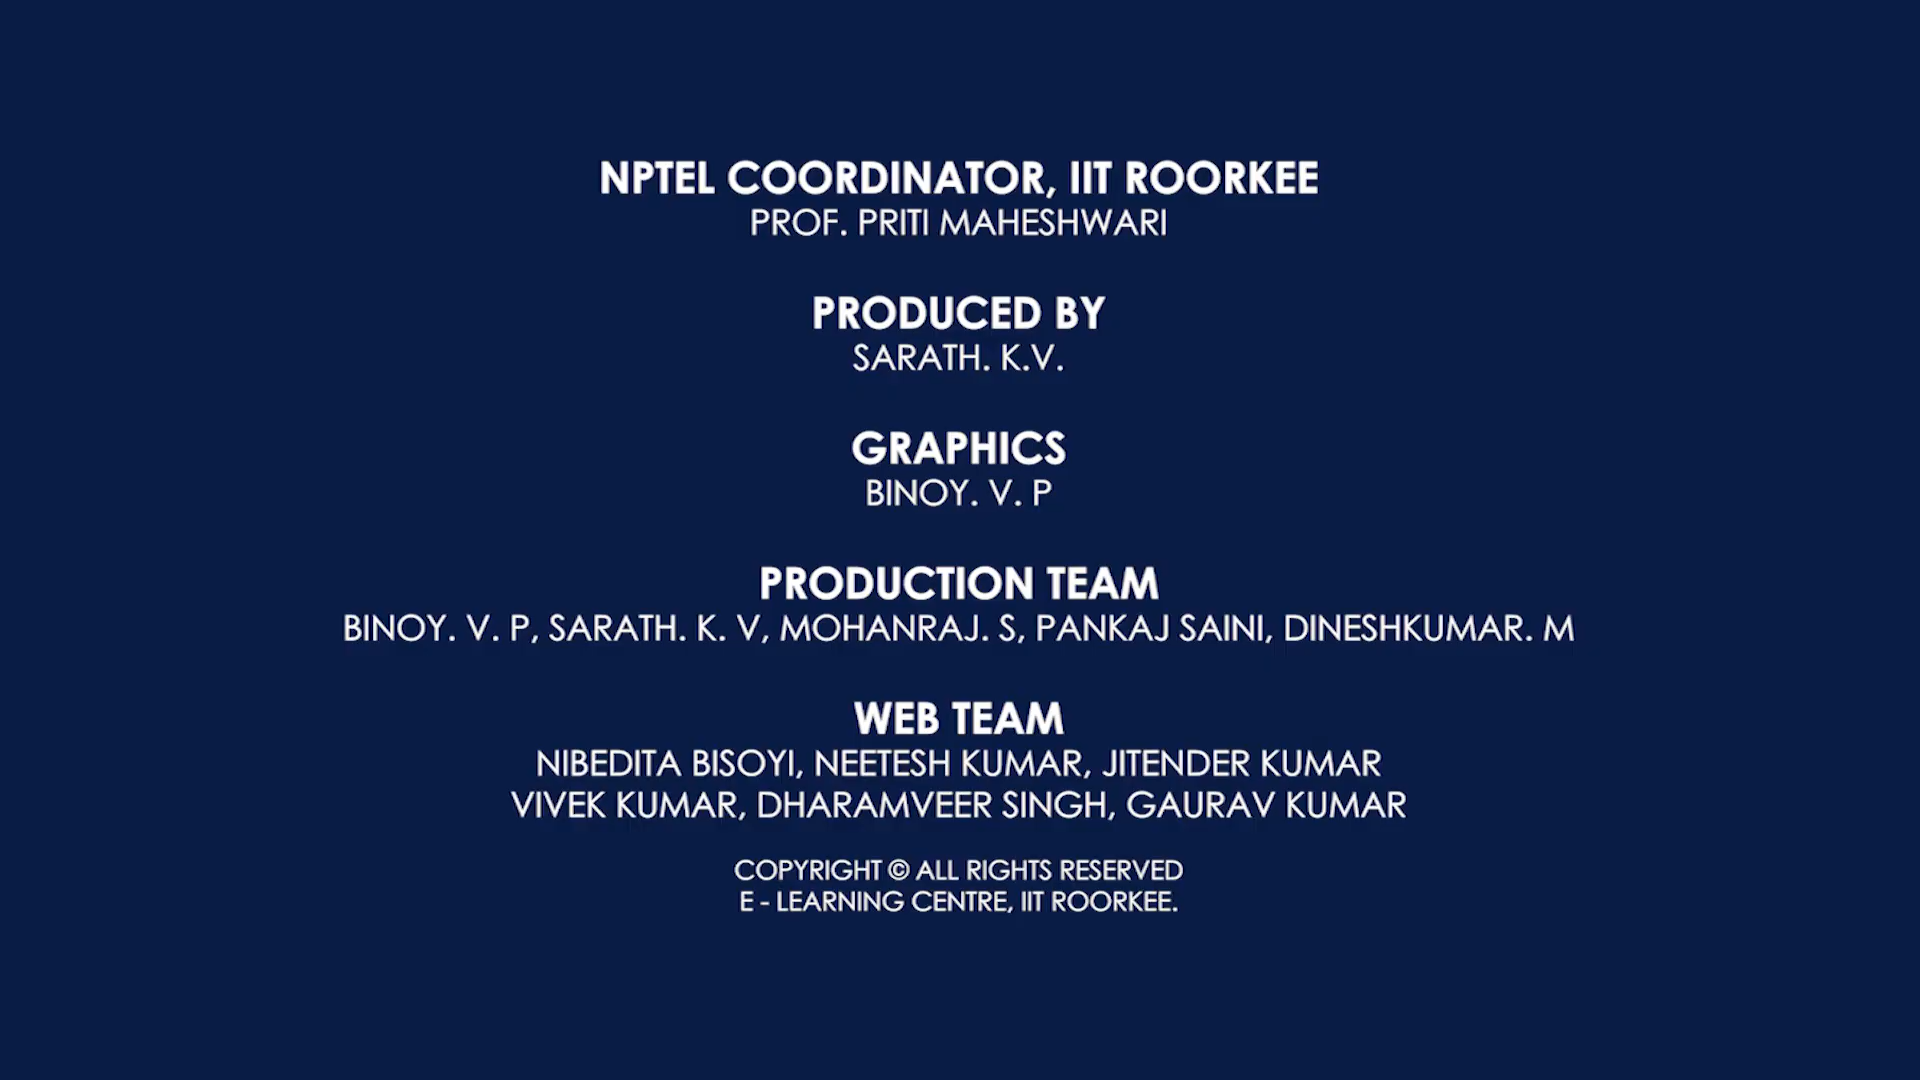 NPTEL COORDINATOR, IIT ROORKEE
PROF. PRITI MAHESHWARI
PRODUCED BY
SARATH. K.V.
GRAPHICS
BINOY. V. P
PRODUCTION TEAM
BINOY. V. P, SARATH. K. V, MOHANRAJ. S, PANKAJ SAINI, DINESHKUMAR. M
WEB TEAM
NIBEDITA BISOYI, NEETESH KUMAR, JITENDER KUMAR
VIVEK KUMAR, DHARAMVEER SINGH, GAURAV KUMAR
COPYRIGHT © ALL RIGHTS RESERVED
E - LEARNING CENTRE, IIT ROORKEE.